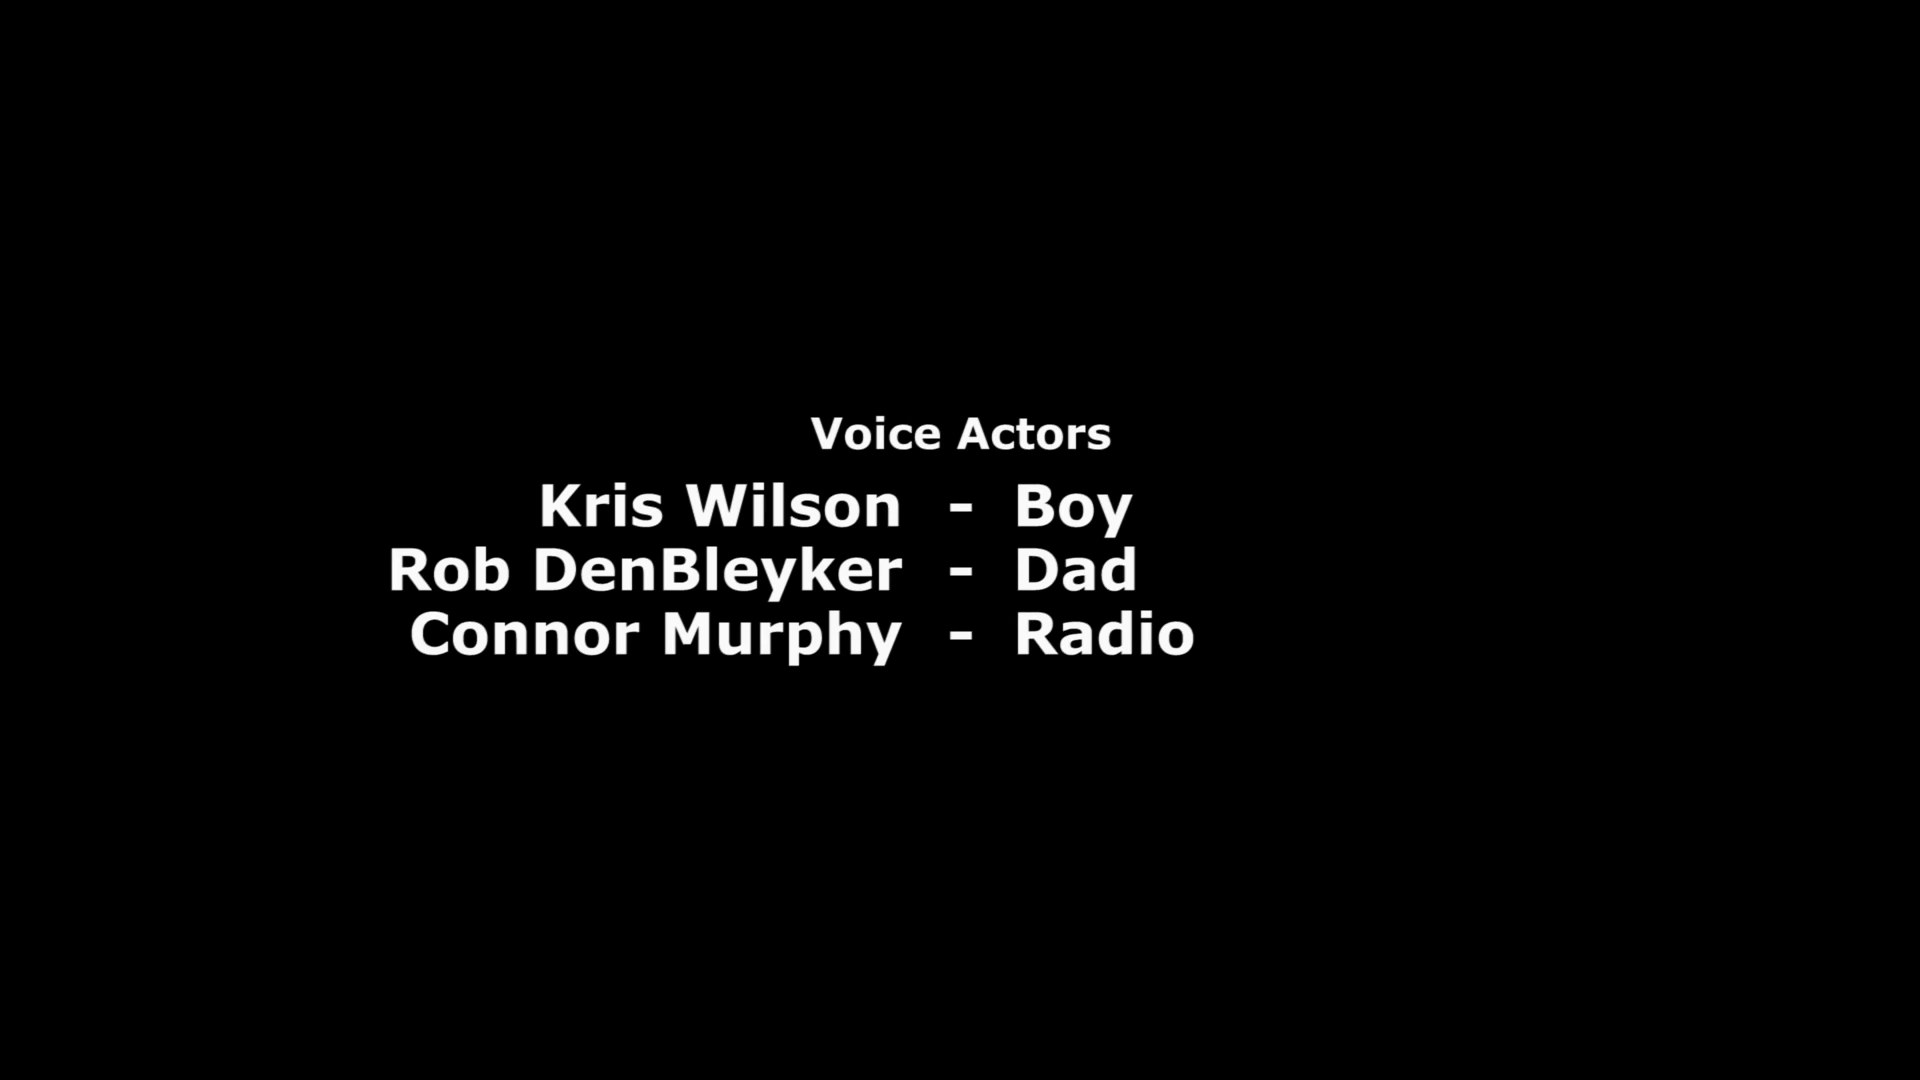 Voice Actors
Kris Wilson - Boy
Rob DenBleyker - Dad
Connor Murphy - Radio